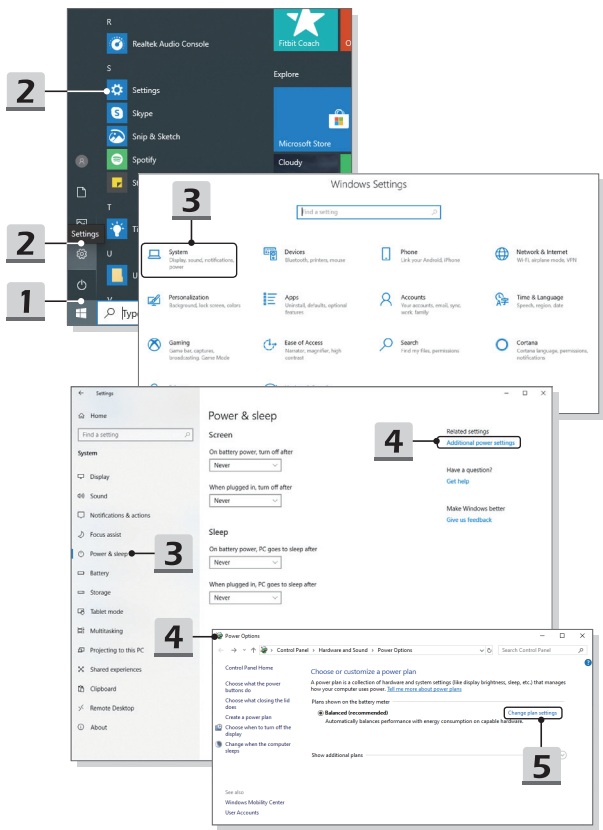 R
Realtek Audio Console
Fitbit Coach
O
S
Explore
2
Settings
Skype
Snip & Sketch
Microsoft Store
Spotify
Cloudy
St
Windows Settings
3
T
Find a setting
Settings
Ti
2
U
System
Display, sound, notifications, power
Devices
Bluetooth, printers, mouse
Phone
Link your Android, iPhone
Network & Internet
Wi-Fi, airplane mode, VPN
U
1
V
Type
Personalization
Background, lock screen, colors
Apps
Uninstall, defaults, optional features
Accounts
Your accounts, email, sync, work, family
Time & Language
Speech, region, date
Gaming
Game bar, captures, broadcasting, Game Mode
Ease of Access
Narrator, magnifier, high contrast
Search
Find my files, permissions
Cortana
Cortana language, permissions, notifications
Settings
Home
Find a setting
System
Display
Sound
Notifications & actions
Focus assist
Power & sleep
3
Battery
Storage
Tablet mode
Multitasking
Projecting to this PC
Shared experiences
Clipboard
Remote Desktop
About
Power & sleep
Screen
On battery power, turn off after
Never
When plugged in, turn off after
Never
Sleep
On battery power, PC goes to sleep after
Never
When plugged in, PC goes to sleep after
Never
4
Related settings
Additional power settings
Have a question?
Get help
Make Windows better
Give us feedback
4
Power Options
Control Panel › Hardware and Sound › Power Options
Search Control Panel
Control Panel Home
Choose what the power buttons do
Choose what closing the lid does
Create a power plan
Choose when to turn off the display
Change when the computer sleeps
Choose or customize a power plan
A power plan is a collection of hardware and system settings (like display brightness, sleep, etc.) that manages
how your computer uses power. Tell me more about power plans
Plans shown on the battery meter
Balanced (recommended)
Change plan settings
Automatically balances performance with energy consumption on capable hardware.
5
Show additional plans
See also
Windows Mobility Center
User Accounts